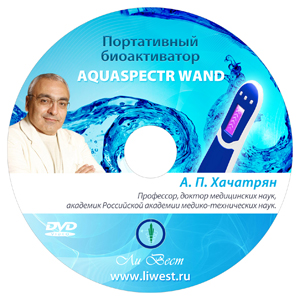 Портативный
биоактиватор
AQUASPECTR WAND
А. П. Хачатрян
Профессор, доктор медицинских наук,
академик Российской академии медико-технических наук.
DVD
Ли Вест
www.liwest.ru